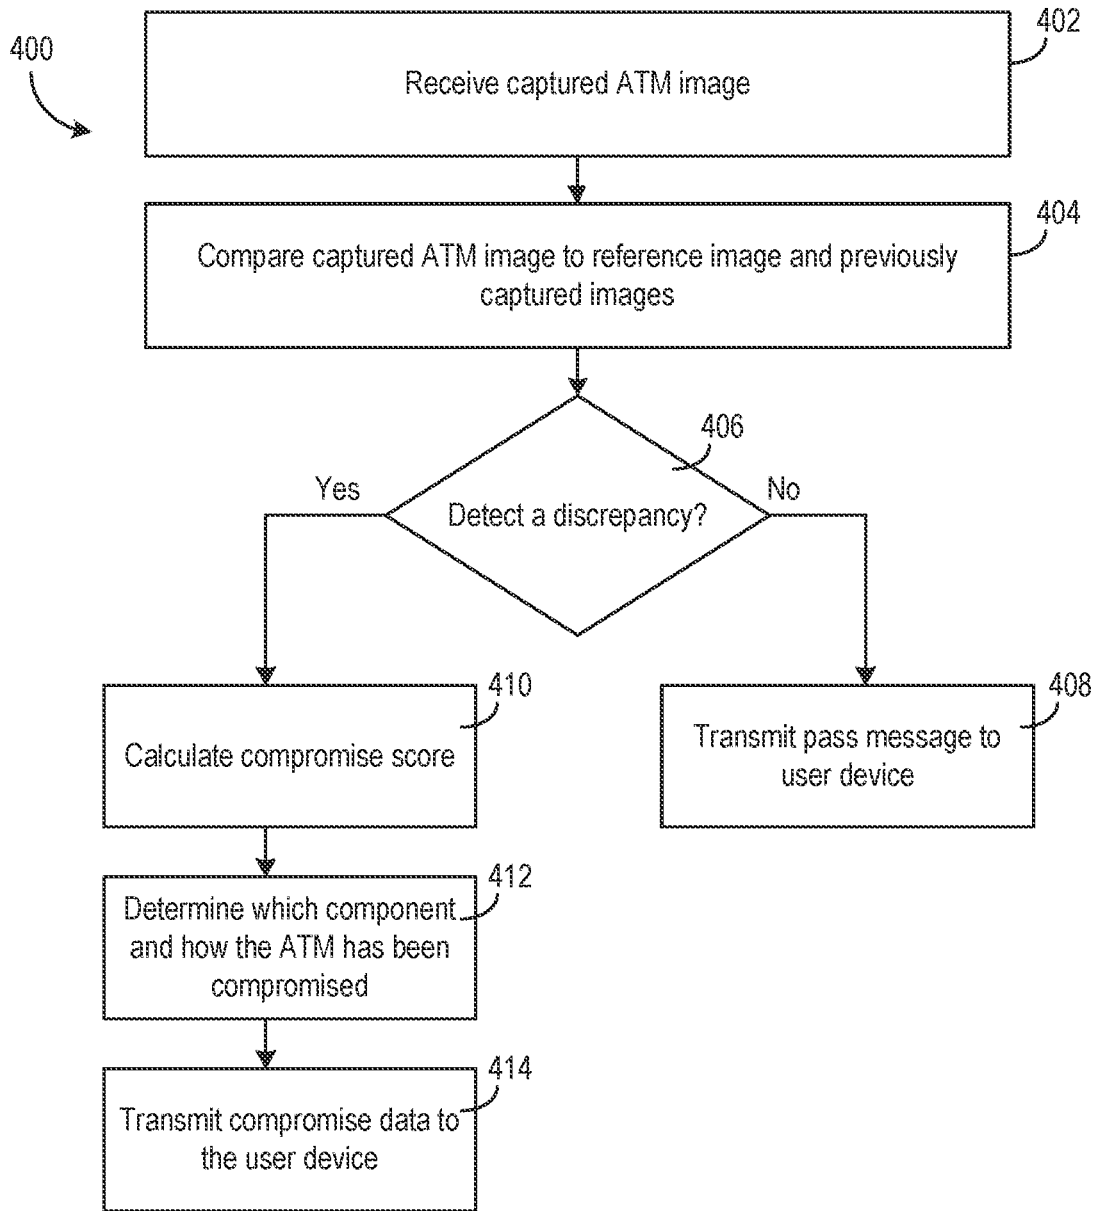 400
402
Receive captured ATM image
404
Compare captured ATM image to reference image and previously
captured images
406
Yes
No
Detect a discrepancy?
410
408
Calculate compromise score
Transmit pass message to
user device
412
Determine which component
and how the ATM has been
compromised
414
Transmit compromise data to
the user device